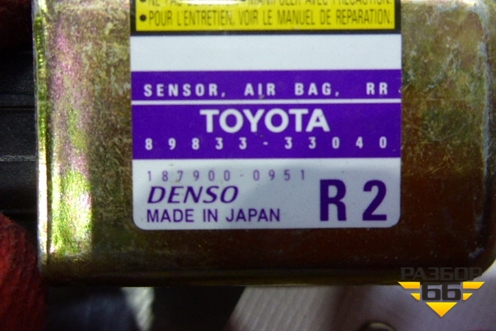 • POUR L'ENTRETIEN. VOIR LE MANUEL DE REPARATION.
SENSOR, AIR BAG, RR
TOYOTA
89833-33040
187900-0951
DENSO
MADE IN JAPAN
R2
РАЗБОР
66